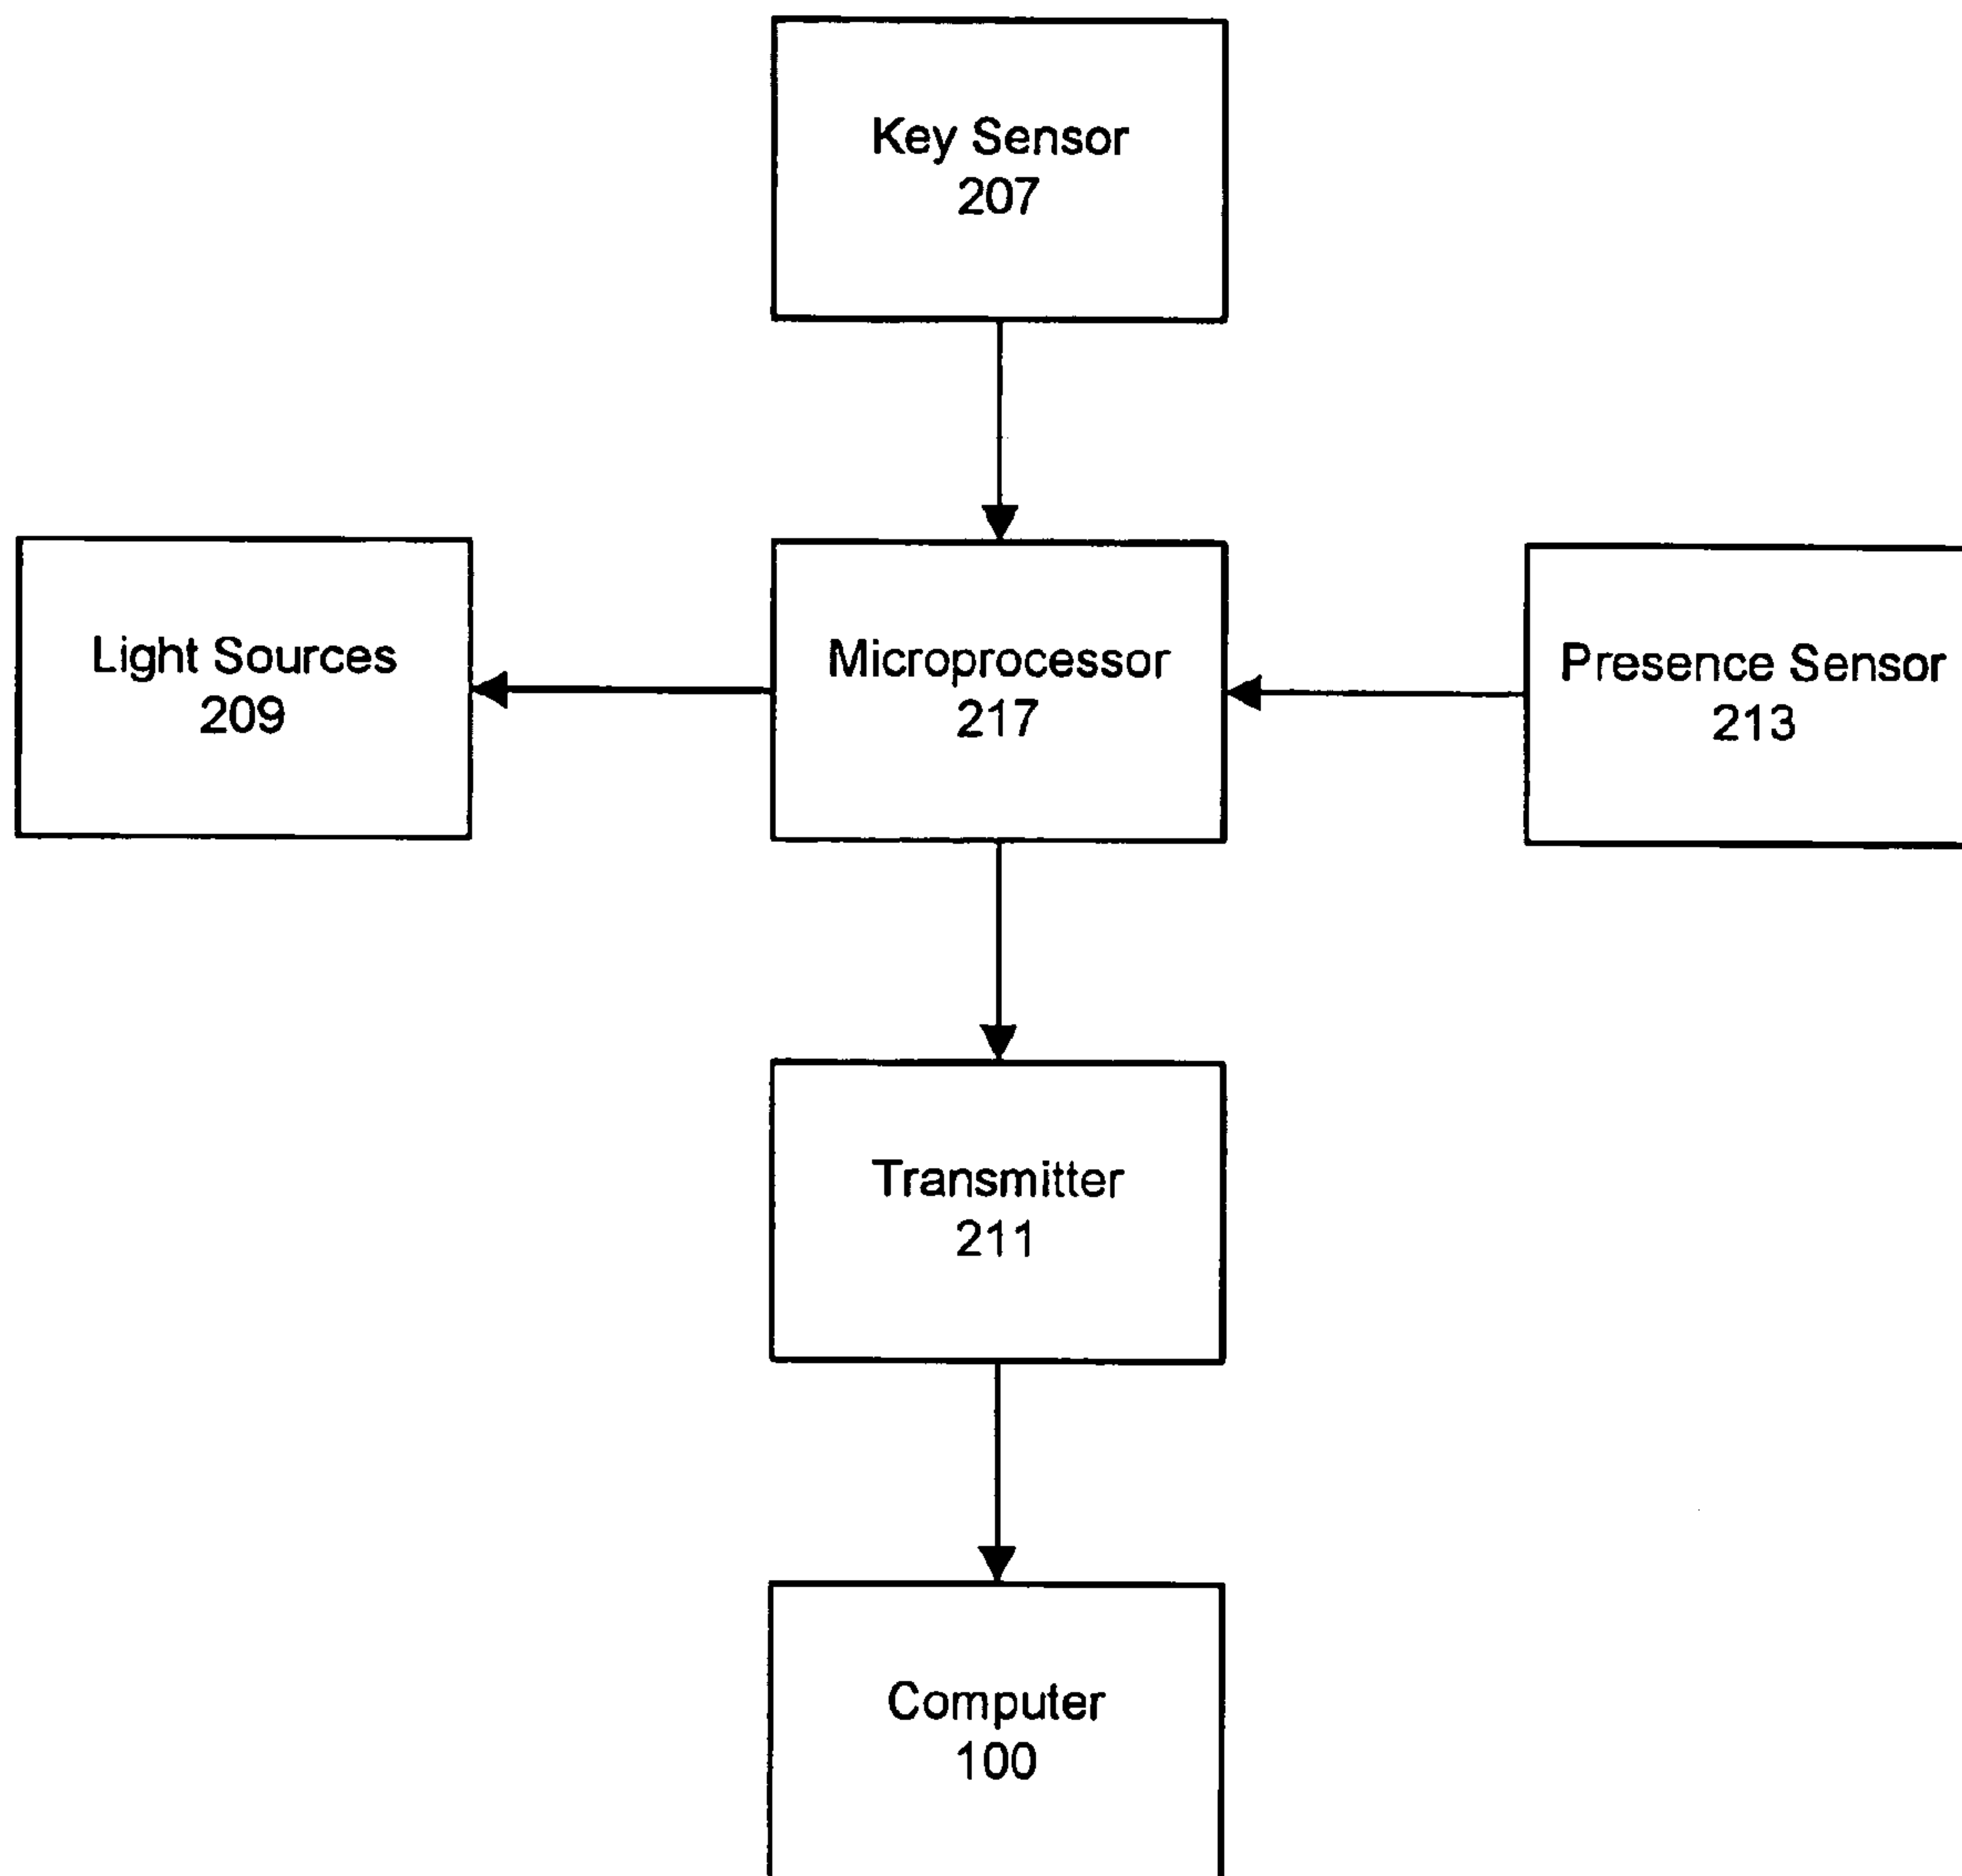 Key Sensor
207
Light Sources
209
Microprocessor
217
Presence Sensor
213
Transmitter
211
Computer
100